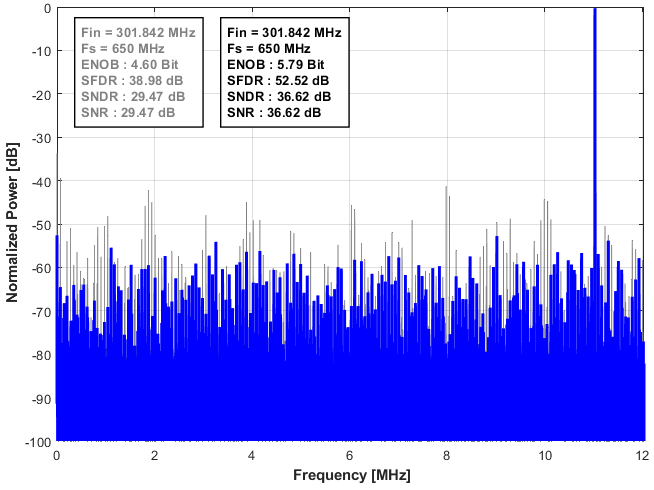 Fin = 301.842 MHz
Fs = 650 MHz
ENOB : 4.60 Bit
SFDR : 38.98 dB
SNDR : 29.47 dB
SNR : 29.47 dB
Fin = 301.842 MHz
Fs = 650 MHz
ENOB : 5.79 Bit
SFDR : 52.52 dB
SNDR : 36.62 dB
SNR : 36.62 dB
Normalized Power [dB]
0
-10
-20
-30
-40
-50
-60
-70
-80
-90
-100
0 2 4 6 8 10 12
Frequency [MHz]